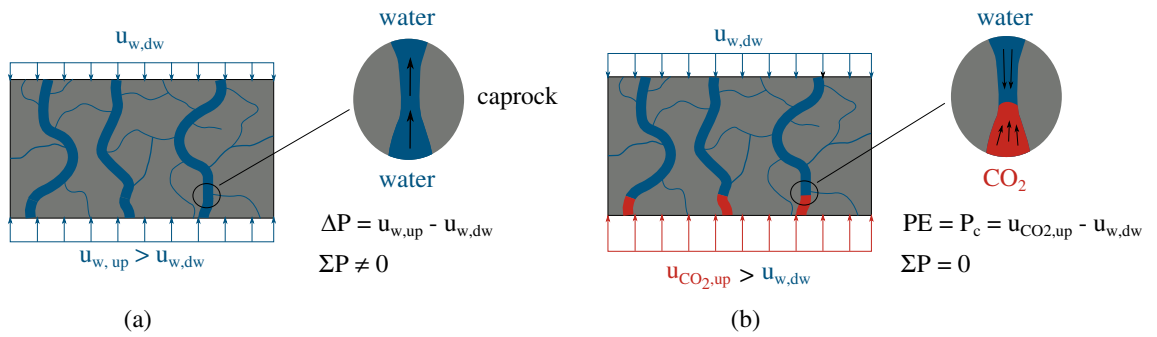 u_w,dw
water
caprock
water
ΔP = u_w,up - u_w,dw
ΣP ≠ 0
u_w, up > u_w,dw
(a)
u_w,dw
water
CO₂
PE = P_c = u_CO2,up - u_w,dw
ΣP = 0
u_CO₂,up > u_w,dw
(b)